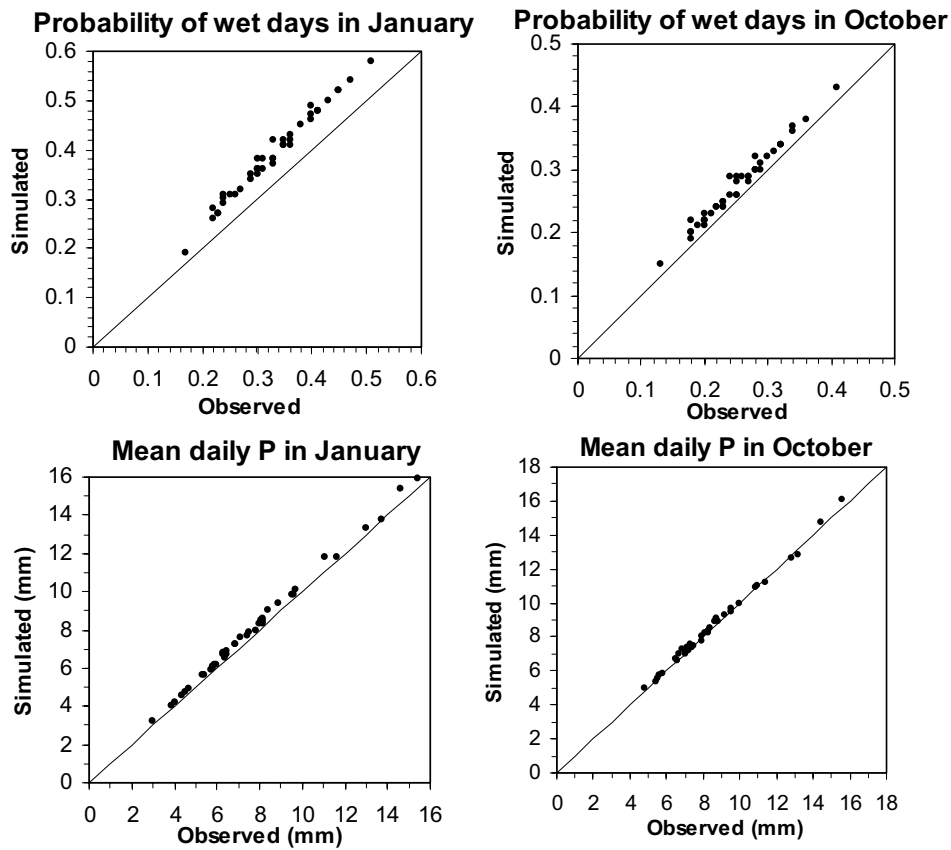 Probability of wet days in January
0.6
0.5
0.4
0.3
0.2
0.1
0
Simulated
0 0.1 0.2 0.3 0.4 0.5 0.6
Observed
Probability of wet days in October
0.5
0.4
0.3
0.2
0.1
0
Simulated
0 0.1 0.2 0.3 0.4 0.5
Observed
Mean daily P in January
16
14
12
10
8
6
4
2
0
Simulated (mm)
0 2 4 6 8 10 12 14 16
Observed (mm)
Mean daily P in October
18
16
14
12
10
8
6
4
2
0
Simulated (mm)
0 2 4 6 8 10 12 14 16 18
Observed (mm)